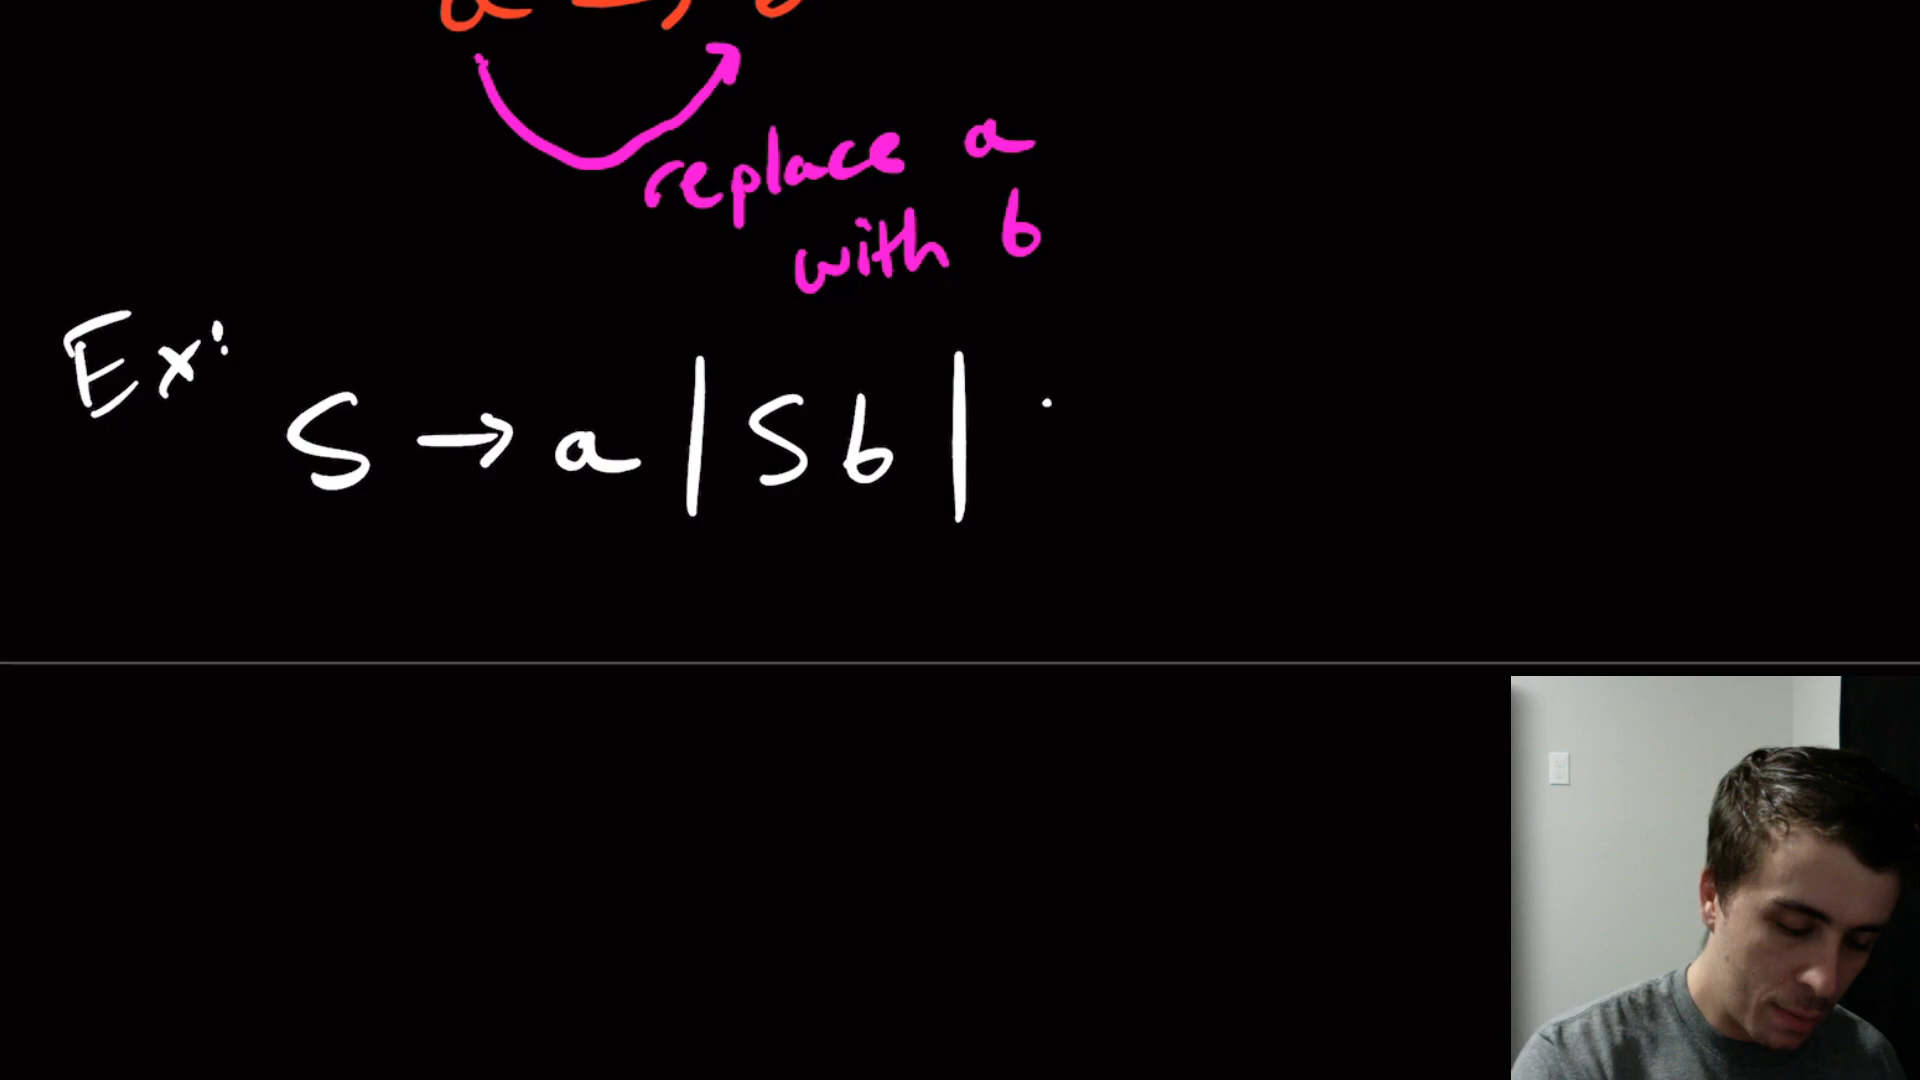 replace a
with b
Ex:
S → a | Sb |